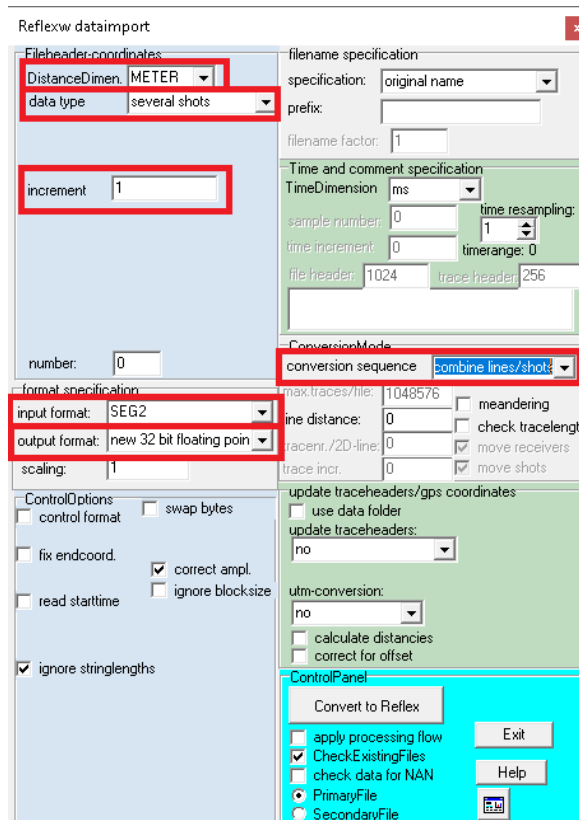 Reflexw dataimport
x
Fileheader-coordinates
DistanceDimen. METER
data type several shots
increment 1
number: 0
format specification
input format: SEG2
output format: new 32 bit floating poin
scaling: 1
ControlOptions
control format
swap bytes
fix endcoord.
correct ampl.
read starttime
ignore blocksize
ignore stringlengths
filename specification
specification: original name
prefix:
filename factor: 1
Time and comment specification
TimeDimension ms
sample number: 0
time resampling:
1
time increment 0
timerange: 0
file header: 1024 trace header: 256
ConversionMode
conversion sequence combine lines/shots
max.traces/file: 1048576
meandering
ine distance: 0
check tracelengt
tracenr./2D-line: 0
move receivers
trace incr. 0
move shots
update traceheaders/gps coordinates
use data folder
update traceheaders:
no
utm-conversion:
no
calculate distancies
correct for offset
ControlPanel
Convert to Reflex
apply processing flow
Exit
CheckExistingFiles
check data for NAN
Help
PrimaryFile
SecondaryFile